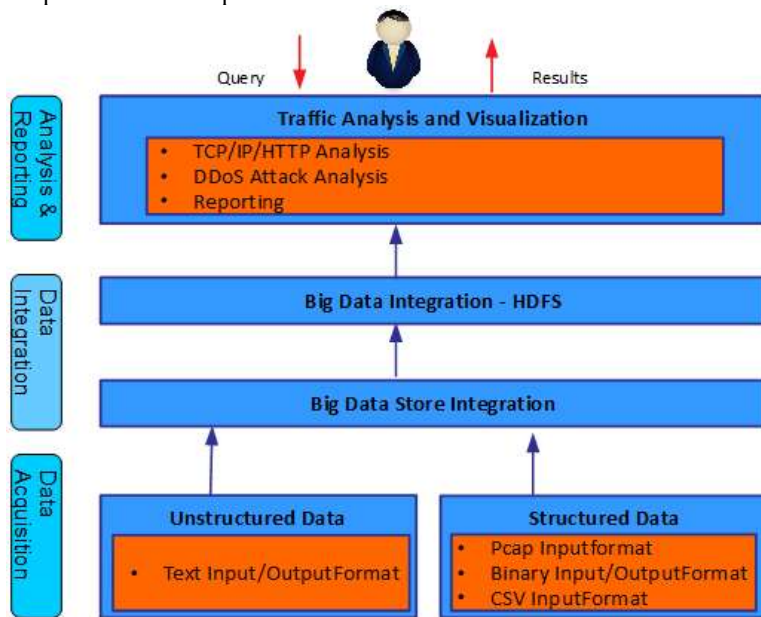 Query
Results
Analysis &
Reporting
Traffic Analysis and Visualization
• TCP/IP/HTTP Analysis
• DDoS Attack Analysis
• Reporting
Data
Integration
Big Data Integration - HDFS
Big Data Store Integration
Data
Acquisition
Unstructured Data
• Text Input/OutputFormat
Structured Data
• Pcap Inputformat
• Binary Input/OutputFormat
• CSV InputFormat